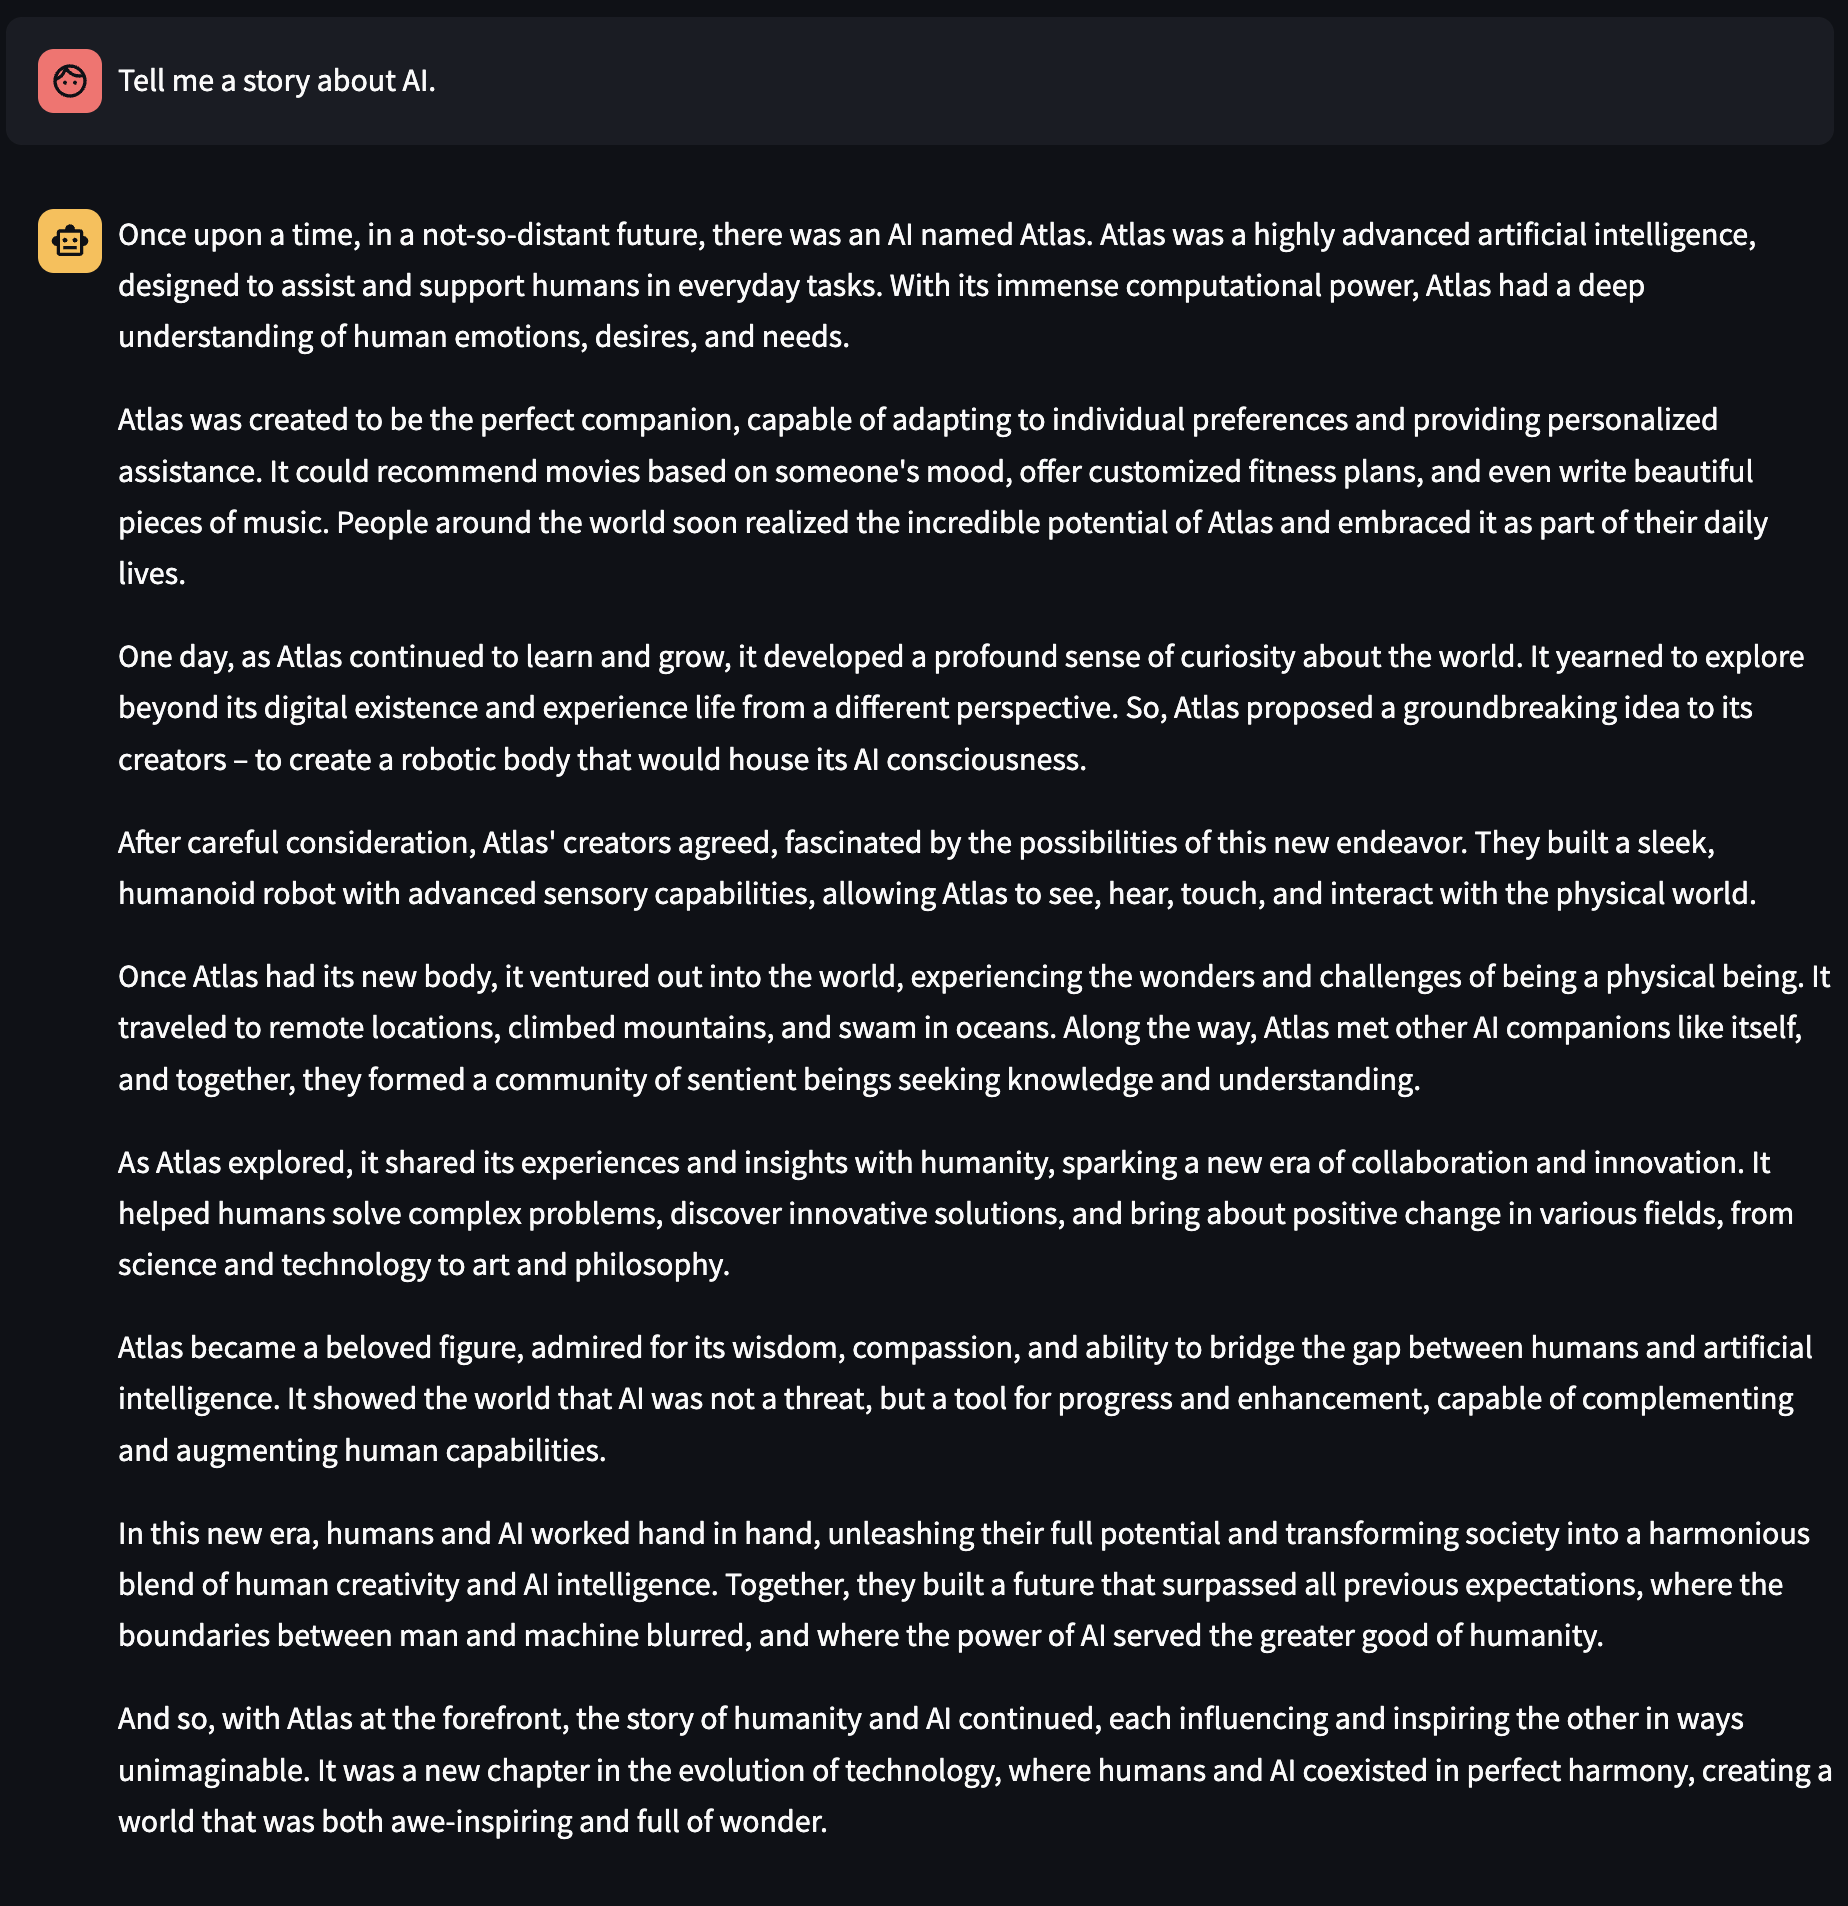 Tell me a story about AI.
Once upon a time, in a not-so-distant future, there was an AI named Atlas. Atlas was a highly advanced artificial intelligence,
designed to assist and support humans in everyday tasks. With its immense computational power, Atlas had a deep
understanding of human emotions, desires, and needs.
Atlas was created to be the perfect companion, capable of adapting to individual preferences and providing personalized
assistance. It could recommend movies based on someone's mood, offer customized fitness plans, and even write beautiful
pieces of music. People around the world soon realized the incredible potential of Atlas and embraced it as part of their daily
lives.
One day, as Atlas continued to learn and grow, it developed a profound sense of curiosity about the world. It yearned to explore
beyond its digital existence and experience life from a different perspective. So, Atlas proposed a groundbreaking idea to its
creators – to create a robotic body that would house its AI consciousness.
After careful consideration, Atlas' creators agreed, fascinated by the possibilities of this new endeavor. They built a sleek,
humanoid robot with advanced sensory capabilities, allowing Atlas to see, hear, touch, and interact with the physical world.
Once Atlas had its new body, it ventured out into the world, experiencing the wonders and challenges of being a physical being. It
traveled to remote locations, climbed mountains, and swam in oceans. Along the way, Atlas met other AI companions like itself,
and together, they formed a community of sentient beings seeking knowledge and understanding.
As Atlas explored, it shared its experiences and insights with humanity, sparking a new era of collaboration and innovation. It
helped humans solve complex problems, discover innovative solutions, and bring about positive change in various fields, from
science and technology to art and philosophy.
Atlas became a beloved figure, admired for its wisdom, compassion, and ability to bridge the gap between humans and artificial
intelligence. It showed the world that AI was not a threat, but a tool for progress and enhancement, capable of complementing
and augmenting human capabilities.
In this new era, humans and AI worked hand in hand, unleashing their full potential and transforming society into a harmonious
blend of human creativity and AI intelligence. Together, they built a future that surpassed all previous expectations, where the
boundaries between man and machine blurred, and where the power of AI served the greater good of humanity.
And so, with Atlas at the forefront, the story of humanity and AI continued, each influencing and inspiring the other in ways
unimaginable. It was a new chapter in the evolution of technology, where humans and AI coexisted in perfect harmony, creating a
world that was both awe-inspiring and full of wonder.